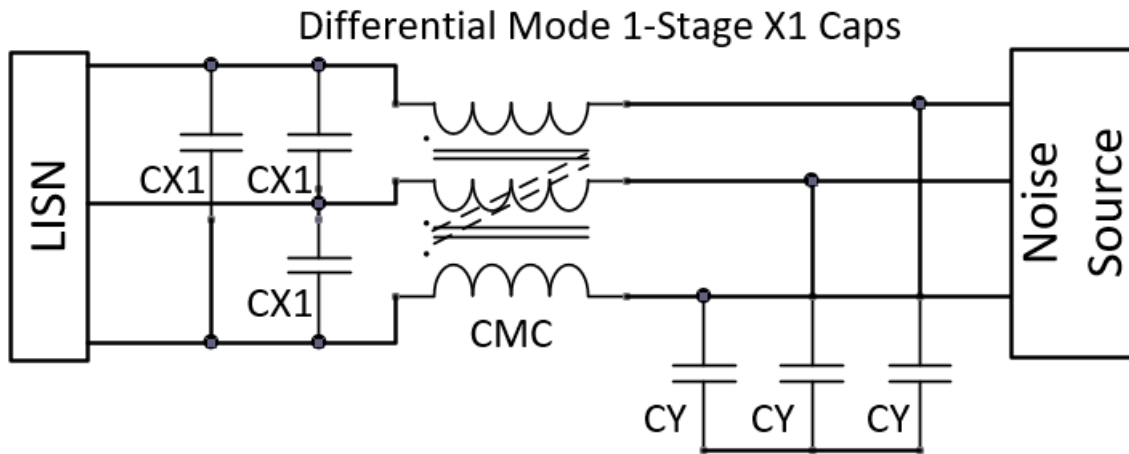 Differential Mode 1-Stage X1 Caps
LISN
CX1
CX1
CX1
CMC
CY
CY
CY
Noise
Source